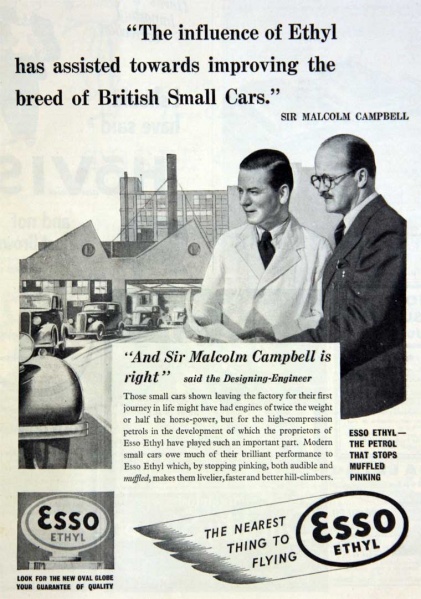 “The influence of Ethyl
has assisted towards improving the
breed of British Small Cars.”
SIR MALCOLM CAMPBELL
“And Sir Malcolm Campbell is
right” said the Designing-Engineer
Those small cars shown leaving the factory for their first
journey in life might have had engines of twice the weight
or half the horse-power, but for the high-compression
petrols in the development of which the proprietors of
Esso Ethyl have played such an important part. Modern
small cars owe much of their brilliant performance to
Esso Ethyl which, by stopping pinking, both audible and
muffled, makes them livelier, faster and better hill-climbers.
ESSO ETHYL—
THE PETROL
THAT STOPS
MUFFLED
PINKING
Esso
ETHYL
LOOK FOR THE NEW OVAL GLOBE
YOUR GUARANTEE OF QUALITY
THE NEAREST
THING TO
FLYING
Esso
ETHYL